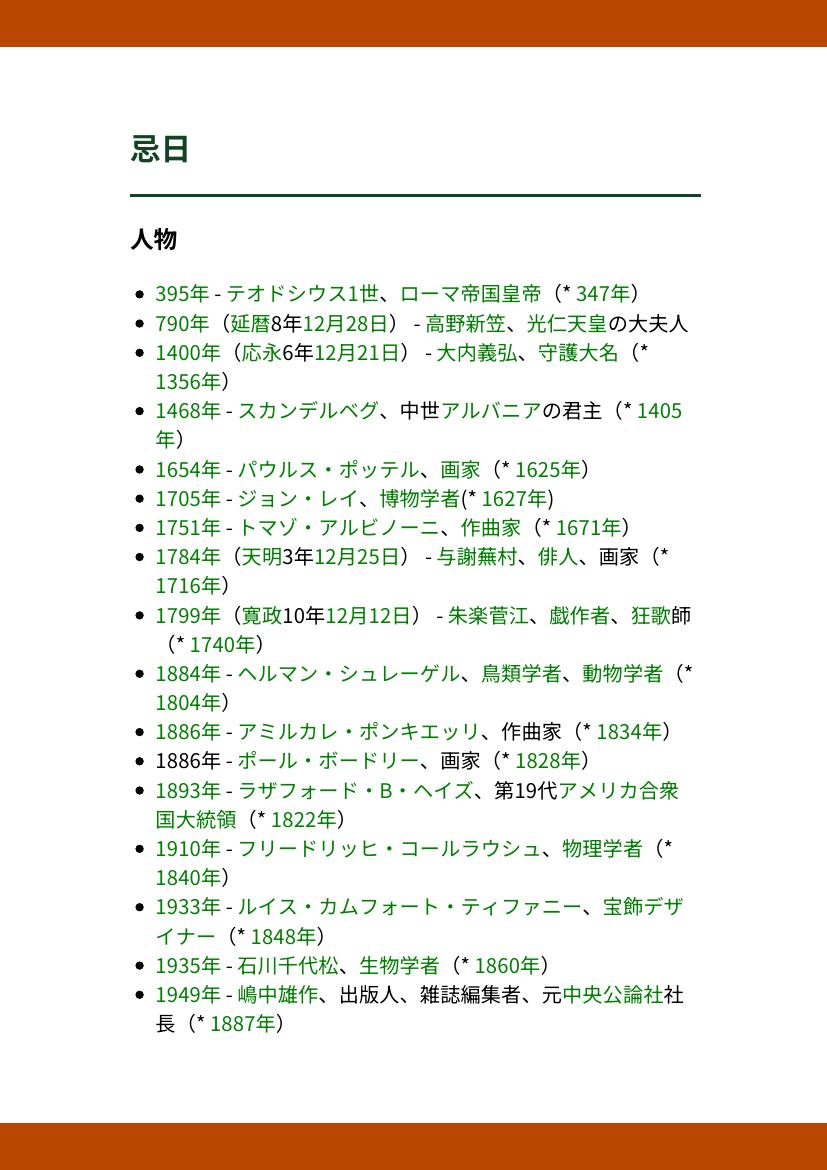 忌日
人物
• 395年 - テオドシウス1世、ローマ帝国皇帝（* 347年）
• 790年（延暦8年12月28日） - 高野新笠、光仁天皇の大夫人
• 1400年（応永6年12月21日） - 大内義弘、守護大名（*
1356年）
• 1468年 - スカンデルベグ、中世アルバニアの君主（* 1405
年）
• 1654年 - パウルス・ポッテル、画家（* 1625年）
• 1705年 - ジョン・レイ、博物学者(* 1627年)
• 1751年 - トマゾ・アルビノーニ、作曲家（* 1671年）
• 1784年（天明3年12月25日） - 与謝蕪村、俳人、画家（*
1716年）
• 1799年（寛政10年12月12日） - 朱楽菅江、戯作者、狂歌師
（* 1740年）
• 1884年 - ヘルマン・シュレーゲル、鳥類学者、動物学者（*
1804年）
• 1886年 - アミルカレ・ポンキエッリ、作曲家（* 1834年）
• 1886年 - ポール・ボードリー、画家（* 1828年）
• 1893年 - ラザフォード・B・ヘイズ、第19代アメリカ合衆
国大統領（* 1822年）
• 1910年 - フリードリッヒ・コールラウシュ、物理学者（*
1840年）
• 1933年 - ルイス・カムフォート・ティファニー、宝飾デザ
イナー（* 1848年）
• 1935年 - 石川千代松、生物学者（* 1860年）
• 1949年 - 嶋中雄作、出版人、雑誌編集者、元中央公論社社
長（* 1887年）